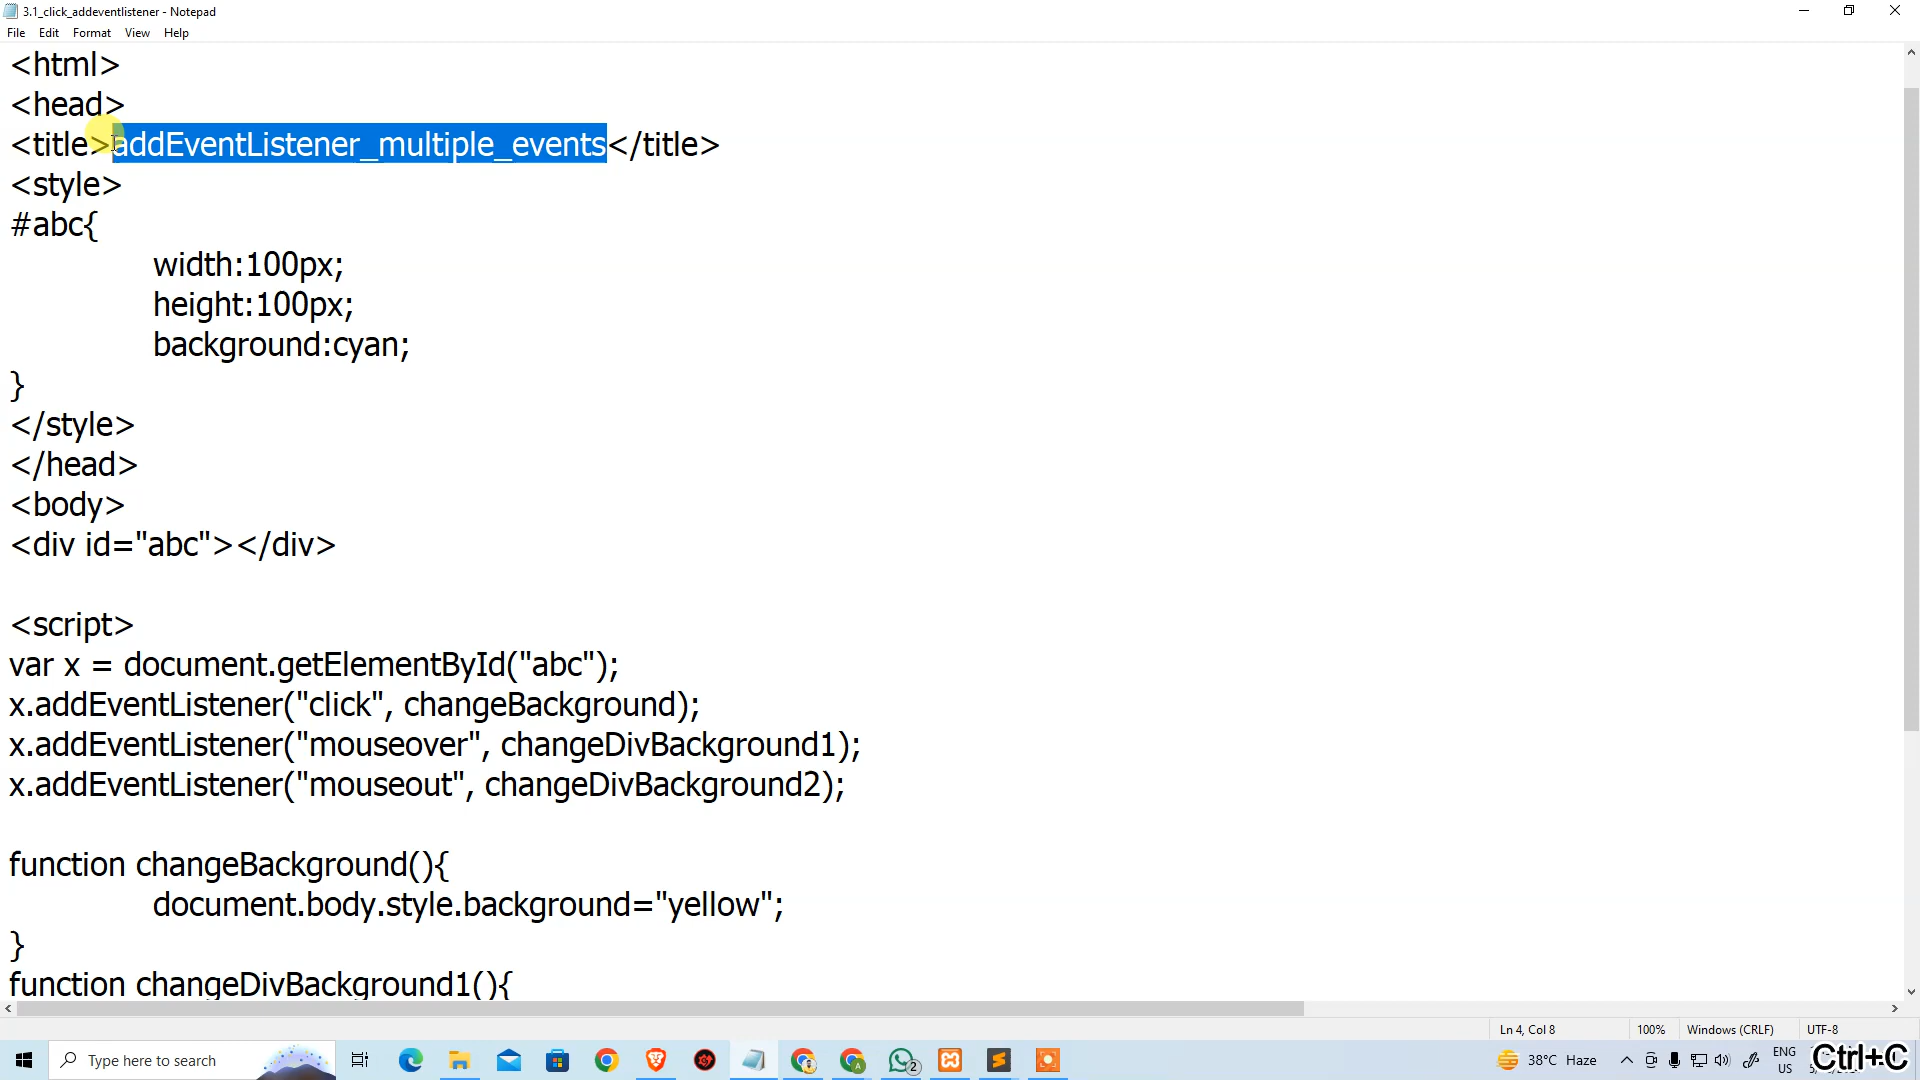 3.1_click_addeventlistener - Notepad
File Edit Format View Help
<html>
<head>
<title>addEventListener_multiple_events</title>
<style>
#abc{
width:100px;
height:100px;
background:cyan;
}
</style>
</head>
<body>
<div id="abc"></div>
<script>
var x = document.getElementById("abc");
x.addEventListener("click", changeBackground);
x.addEventListener("mouseover", changeDivBackground1);
x.addEventListener("mouseout", changeDivBackground2);
function changeBackground(){
document.body.style.background="yellow";
}
function changeDivBackground1(){
Ln 4, Col 8 100% Windows (CRLF) UTF-8
Type here to search
2
38°C Haze
ENG
US
Ctrl+C